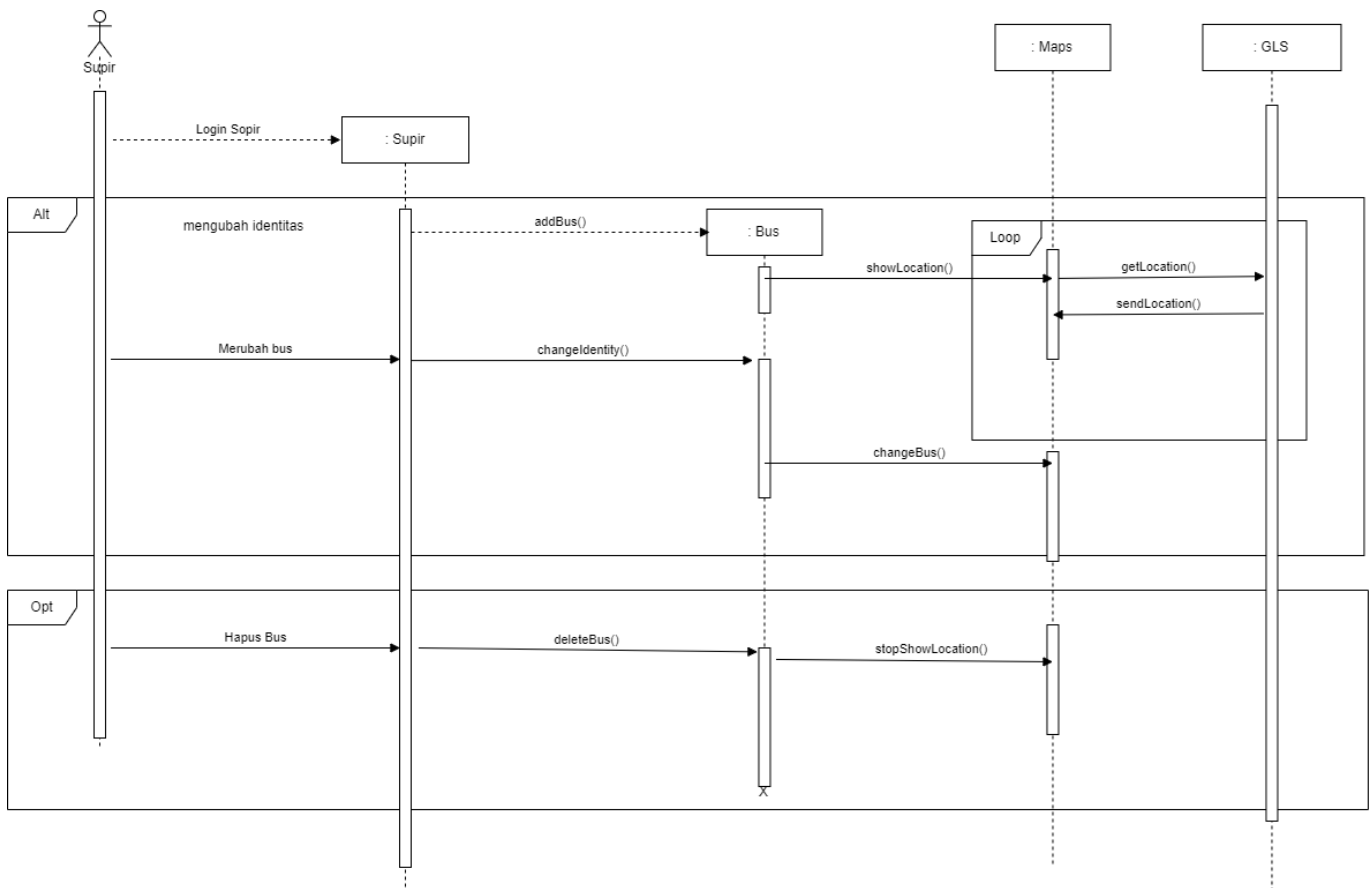 Supir
: Maps
: GLS
Login Sopir
: Supir
Alt
mengubah identitas
addBus()
: Bus
Loop
showLocation()
getLocation()
sendLocation()
Merubah bus
changeIdentity()
changeBus()
Opt
Hapus Bus
deleteBus()
stopShowLocation()
X